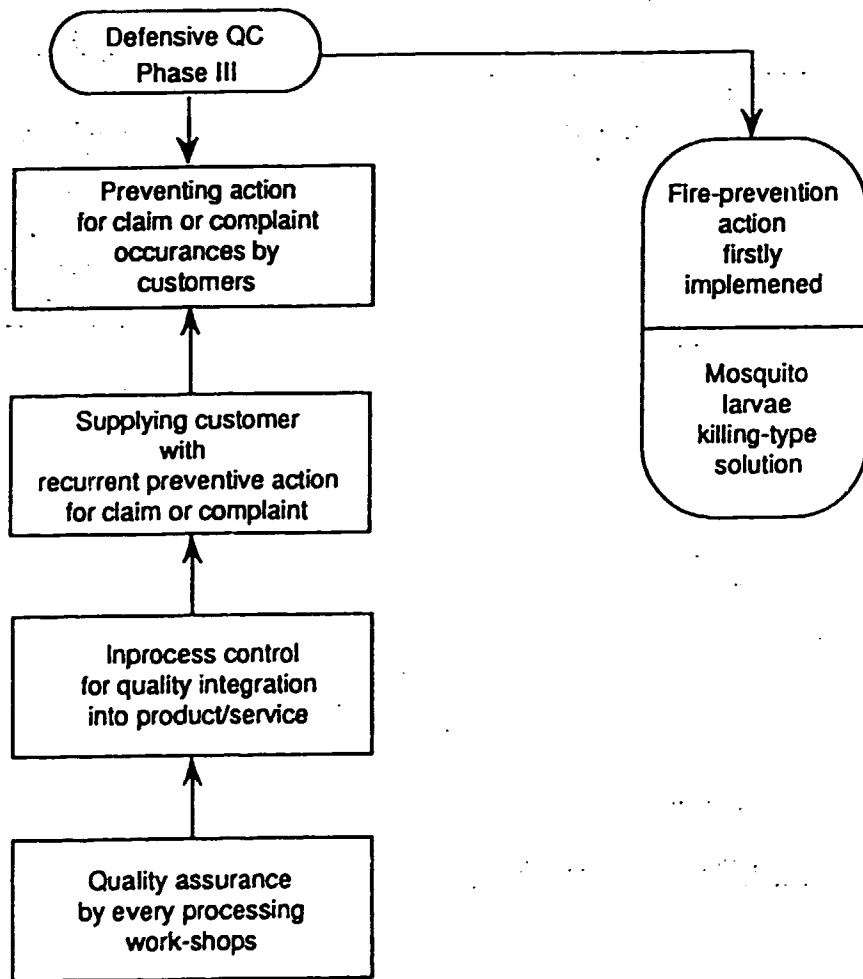 Defensive QC
Phase III
Preventing action
for claim or complaint
occurances by
customers
Supplying customer
with
recurrent preventive action
for claim or complaint
Inprocess control
for quality integration
into product/service
Quality assurance
by every processing
work-shops
Fire-prevention
action
firstly
implemened
Mosquito
larvae
killing-type
solution